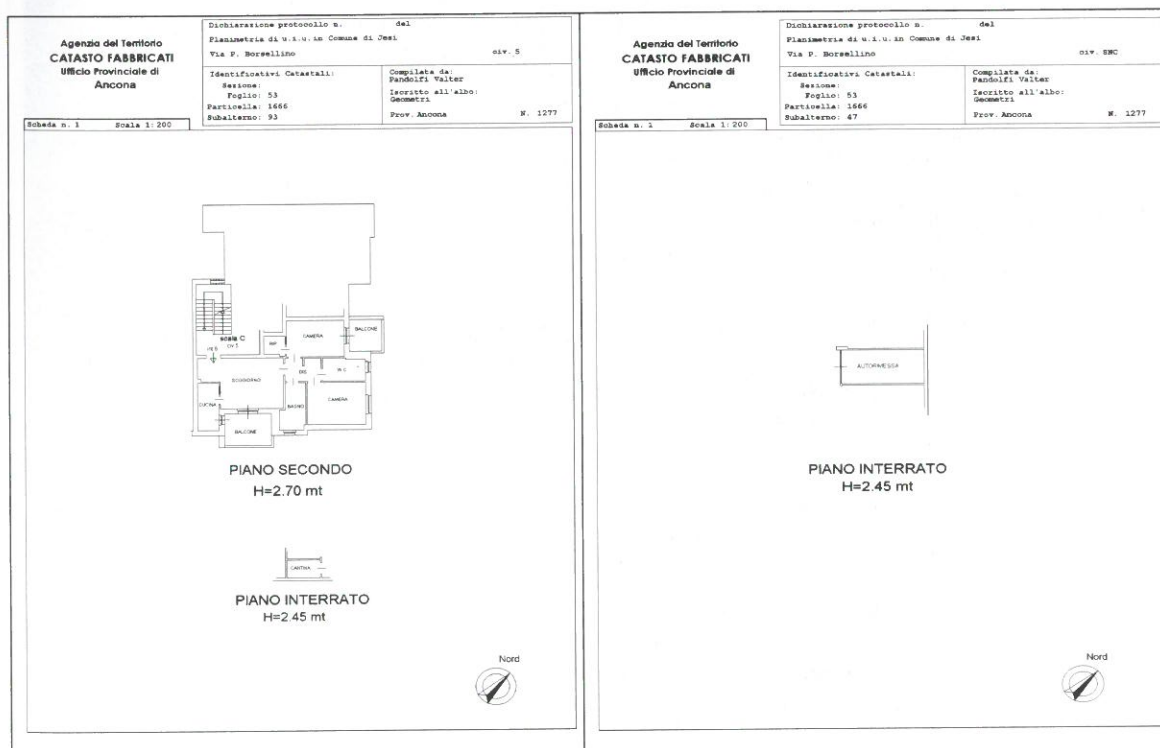 Agenzia del Territorio
CATASTO FABBRICATI
Ufficio Provinciale di
Ancona
Dichiarazione protocollo n. del
Planimetria di u.i.u. in Comune di Jesi
Via P. Borsellino civ. 5
Identificativi Catastali:
Sezione:
Foglio: 53
Particella: 1666
Subalterno: 93
Compilata da:
Pandolfi Valter
Iscritto all'albo:
Geometri
Prov. Ancona N. 1277
Scheda n. 1 Scala 1:200
scala C
CAMERA
BALCONE
RIP.
SOGGIORNO
DIS.
W.C.
CUCINA
BAGNO
CAMERA
BALCONE
PIANO SECONDO
H=2.70 mt
CANTINA
PIANO INTERRATO
H=2.45 mt
Nord
Agenzia del Territorio
CATASTO FABBRICATI
Ufficio Provinciale di
Ancona
Dichiarazione protocollo n. del
Planimetria di u.i.u. in Comune di Jesi
Via P. Borsellino civ. SNC
Identificativi Catastali:
Sezione:
Foglio: 53
Particella: 1666
Subalterno: 47
Compilata da:
Pandolfi Valter
Iscritto all'albo:
Geometri
Prov. Ancona N. 1277
Scheda n. 1 Scala 1:200
AUTORIMESSA
PIANO INTERRATO
H=2.45 mt
Nord